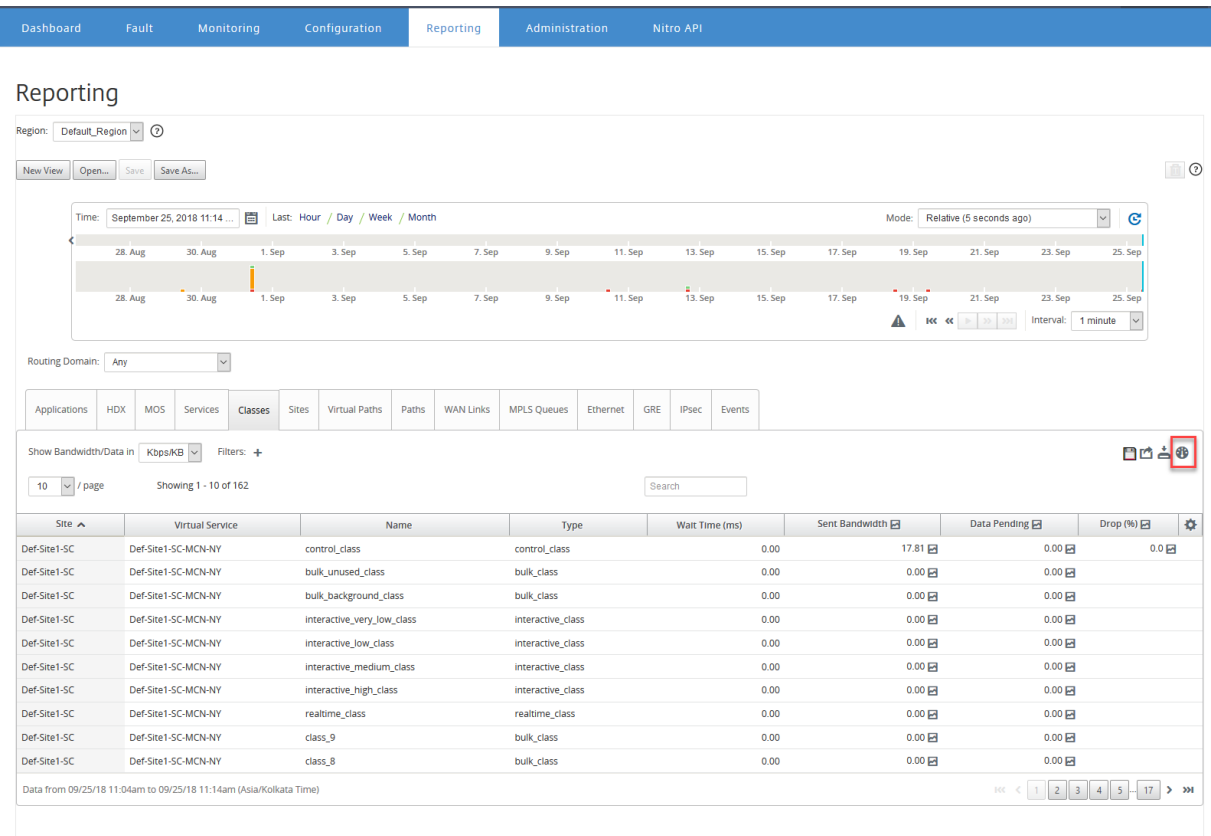 Dashboard Fault Monitoring Configuration Reporting Administration Nitro API
Reporting
Region: Default_Region ?
New View Open... Save Save As... ?
Time: September 25, 2018 11:14 ... Last: Hour / Day / Week / Month Mode: Relative (5 seconds ago)
28. Aug 30. Aug 1. Sep 3. Sep 5. Sep 7. Sep 9. Sep 11. Sep 13. Sep 15. Sep 17. Sep 19. Sep 21. Sep 23. Sep 25. Sep
28. Aug 30. Aug 1. Sep 3. Sep 5. Sep 7. Sep 9. Sep 11. Sep 13. Sep 15. Sep 17. Sep 19. Sep 21. Sep 23. Sep 25. Sep
Interval: 1 minute
Routing Domain: Any
Applications HDX MOS Services Classes Sites Virtual Paths Paths WAN Links MPLS Queues Ethernet GRE IPsec Events
Show Bandwidth/Data in Kbps/KB Filters: +
10 / page Showing 1 - 10 of 162 Search
Site Virtual Service Name Type Wait Time (ms) Sent Bandwidth Data Pending Drop (%)
Def-Site1-SC Def-Site1-SC-MCN-NY control_class control_class 0.00 17.81 0.00 0.0
Def-Site1-SC Def-Site1-SC-MCN-NY bulk_unused_class bulk_class 0.00 0.00 0.00
Def-Site1-SC Def-Site1-SC-MCN-NY bulk_background_class bulk_class 0.00 0.00 0.00
Def-Site1-SC Def-Site1-SC-MCN-NY interactive_very_low_class interactive_class 0.00 0.00 0.00
Def-Site1-SC Def-Site1-SC-MCN-NY interactive_low_class interactive_class 0.00 0.00 0.00
Def-Site1-SC Def-Site1-SC-MCN-NY interactive_medium_class interactive_class 0.00 0.00 0.00
Def-Site1-SC Def-Site1-SC-MCN-NY interactive_high_class interactive_class 0.00 0.00 0.00
Def-Site1-SC Def-Site1-SC-MCN-NY realtime_class realtime_class 0.00 0.00 0.00
Def-Site1-SC Def-Site1-SC-MCN-NY class_9 bulk_class 0.00 0.00 0.00
Def-Site1-SC Def-Site1-SC-MCN-NY class_8 bulk_class 0.00 0.00 0.00
Data from 09/25/18 11:04am to 09/25/18 11:14am (Asia/Kolkata Time) 1 2 3 4 5 ... 17